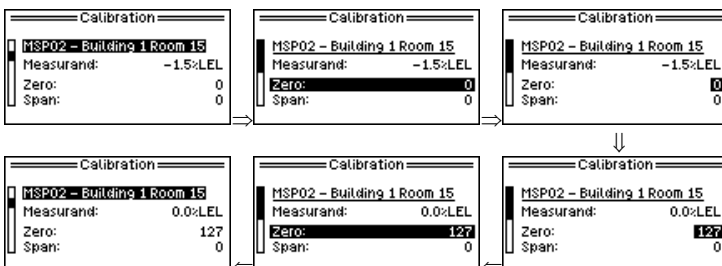 Calibration
MSP02 - Building 1 Room 15
Measurand: -1.5%LEL
Zero: 0
Span: 0
Calibration
MSP02 - Building 1 Room 15
Measurand: -1.5%LEL
Zero: 0
Span: 0
Calibration
MSP02 - Building 1 Room 15
Measurand: -1.5%LEL
Zero: 0
Span: 0
Calibration
MSP02 - Building 1 Room 15
Measurand: 0.0%LEL
Zero: 127
Span: 0
Calibration
MSP02 - Building 1 Room 15
Measurand: 0.0%LEL
Zero: 127
Span: 0
Calibration
MSP02 - Building 1 Room 15
Measurand: 0.0%LEL
Zero: 127
Span: 0